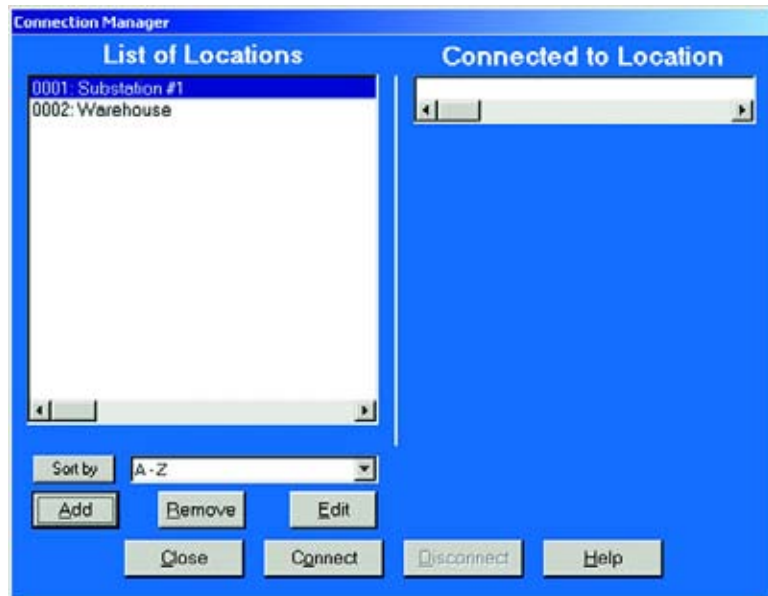 Connection Manager
List of Locations
Connected to Location
0001: Substation #1
0002: Warehouse
Sort by
A - Z
Add
Remove
Edit
Close
Connect
Disconnect
Help